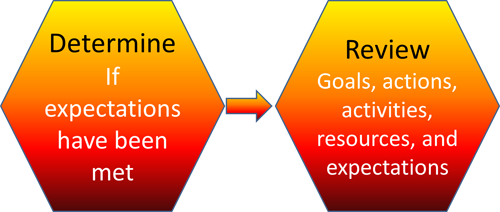 Determine
If
expectations
have been
met
Review
Goals, actions,
activities,
resources, and
expectations